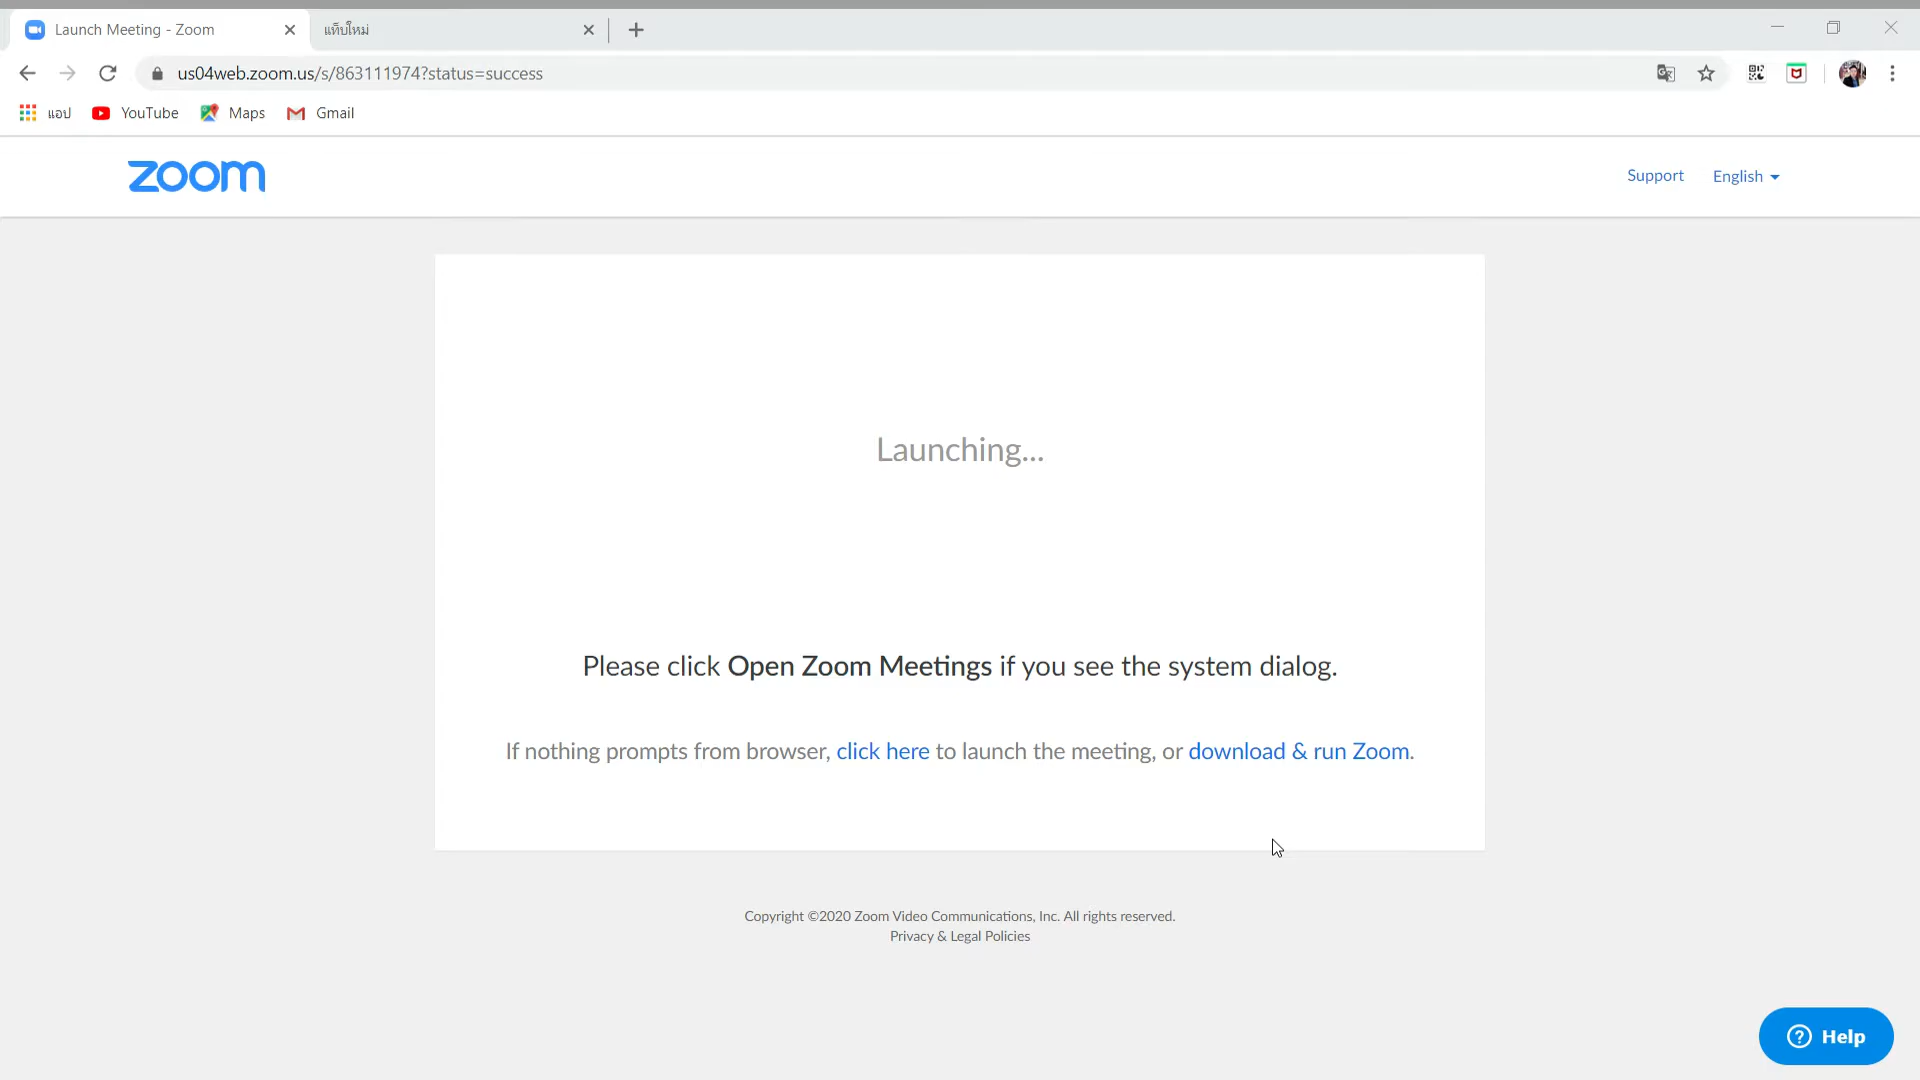 Launch Meeting - Zoom
แท็บใหม่
us04web.zoom.us/s/863111974?status=success
แอป YouTube Maps Gmail
zoom
Support English
Launching...
Please click Open Zoom Meetings if you see the system dialog.
If nothing prompts from browser, click here to launch the meeting, or download & run Zoom.
Copyright ©2020 Zoom Video Communications, Inc. All rights reserved.
Privacy & Legal Policies
Help